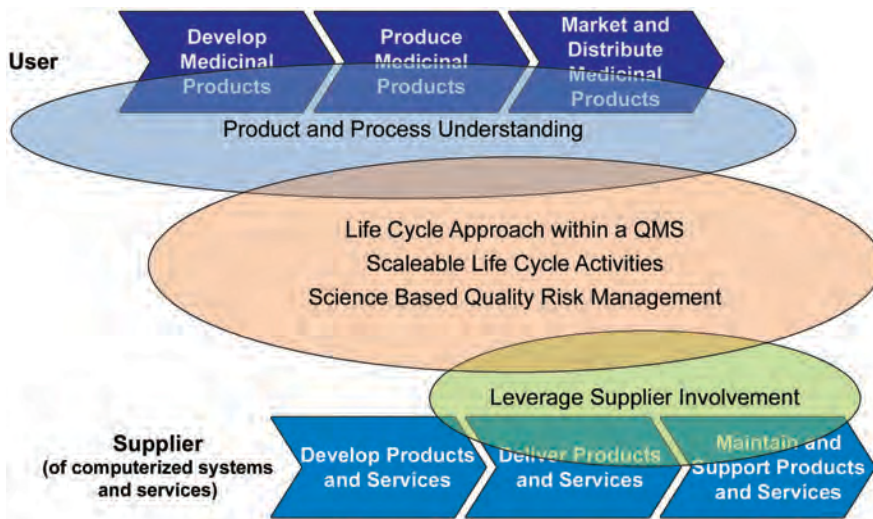 User
Develop
Medicinal
Products
Produce
Medicinal
Products
Market and
Distribute
Medicinal
Products
Product and Process Understanding
Life Cycle Approach within a QMS
Scaleable Life Cycle Activities
Science Based Quality Risk Management
Leverage Supplier Involvement
Supplier
(of computerized systems
and services)
Develop Products
and Services
Deliver Products
and Services
Maintain and
Support Products
and Services